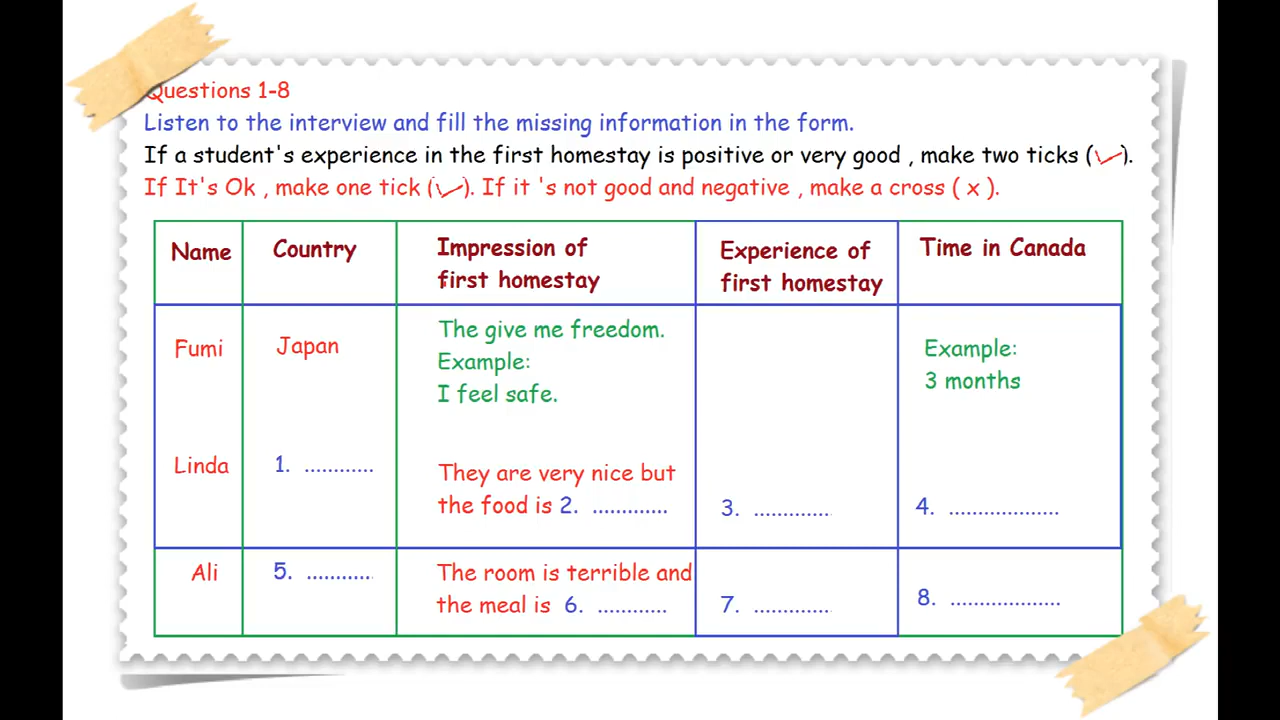 Questions 1-8
Listen to the interview and fill the missing information in the form.
If a student's experience in the first homestay is positive or very good , make two ticks (✓).
If It's Ok , make one tick (✓). If it 's not good and negative , make a cross ( x ).
Name
Country
Impression of
first homestay
Experience of
first homestay
Time in Canada
Fumi
Japan
The give me freedom.
Example:
I feel safe.
Example:
3 months
Linda
1. ............
They are very nice but
the food is 2. .............
3. .............
4. ...................
Ali
5. ...........
The room is terrible and
the meal is 6. ............
7. .............
8. ...................